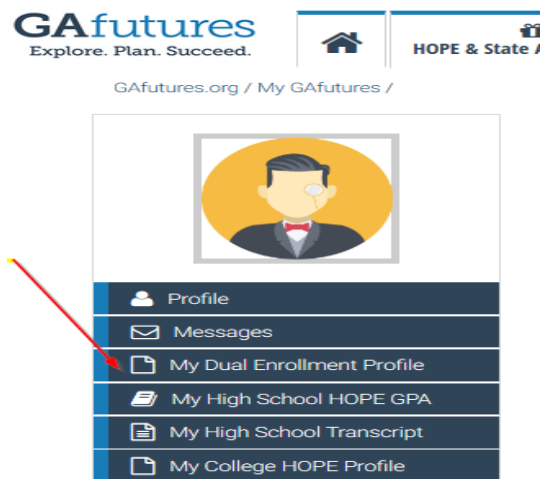 GAfutures
Explore. Plan. Succeed.
HOPE & State
GAfutures.org / My GAfutures /
Profile
Messages
My Dual Enrollment Profile
My High School HOPE GPA
My High School Transcript
My College HOPE Profile